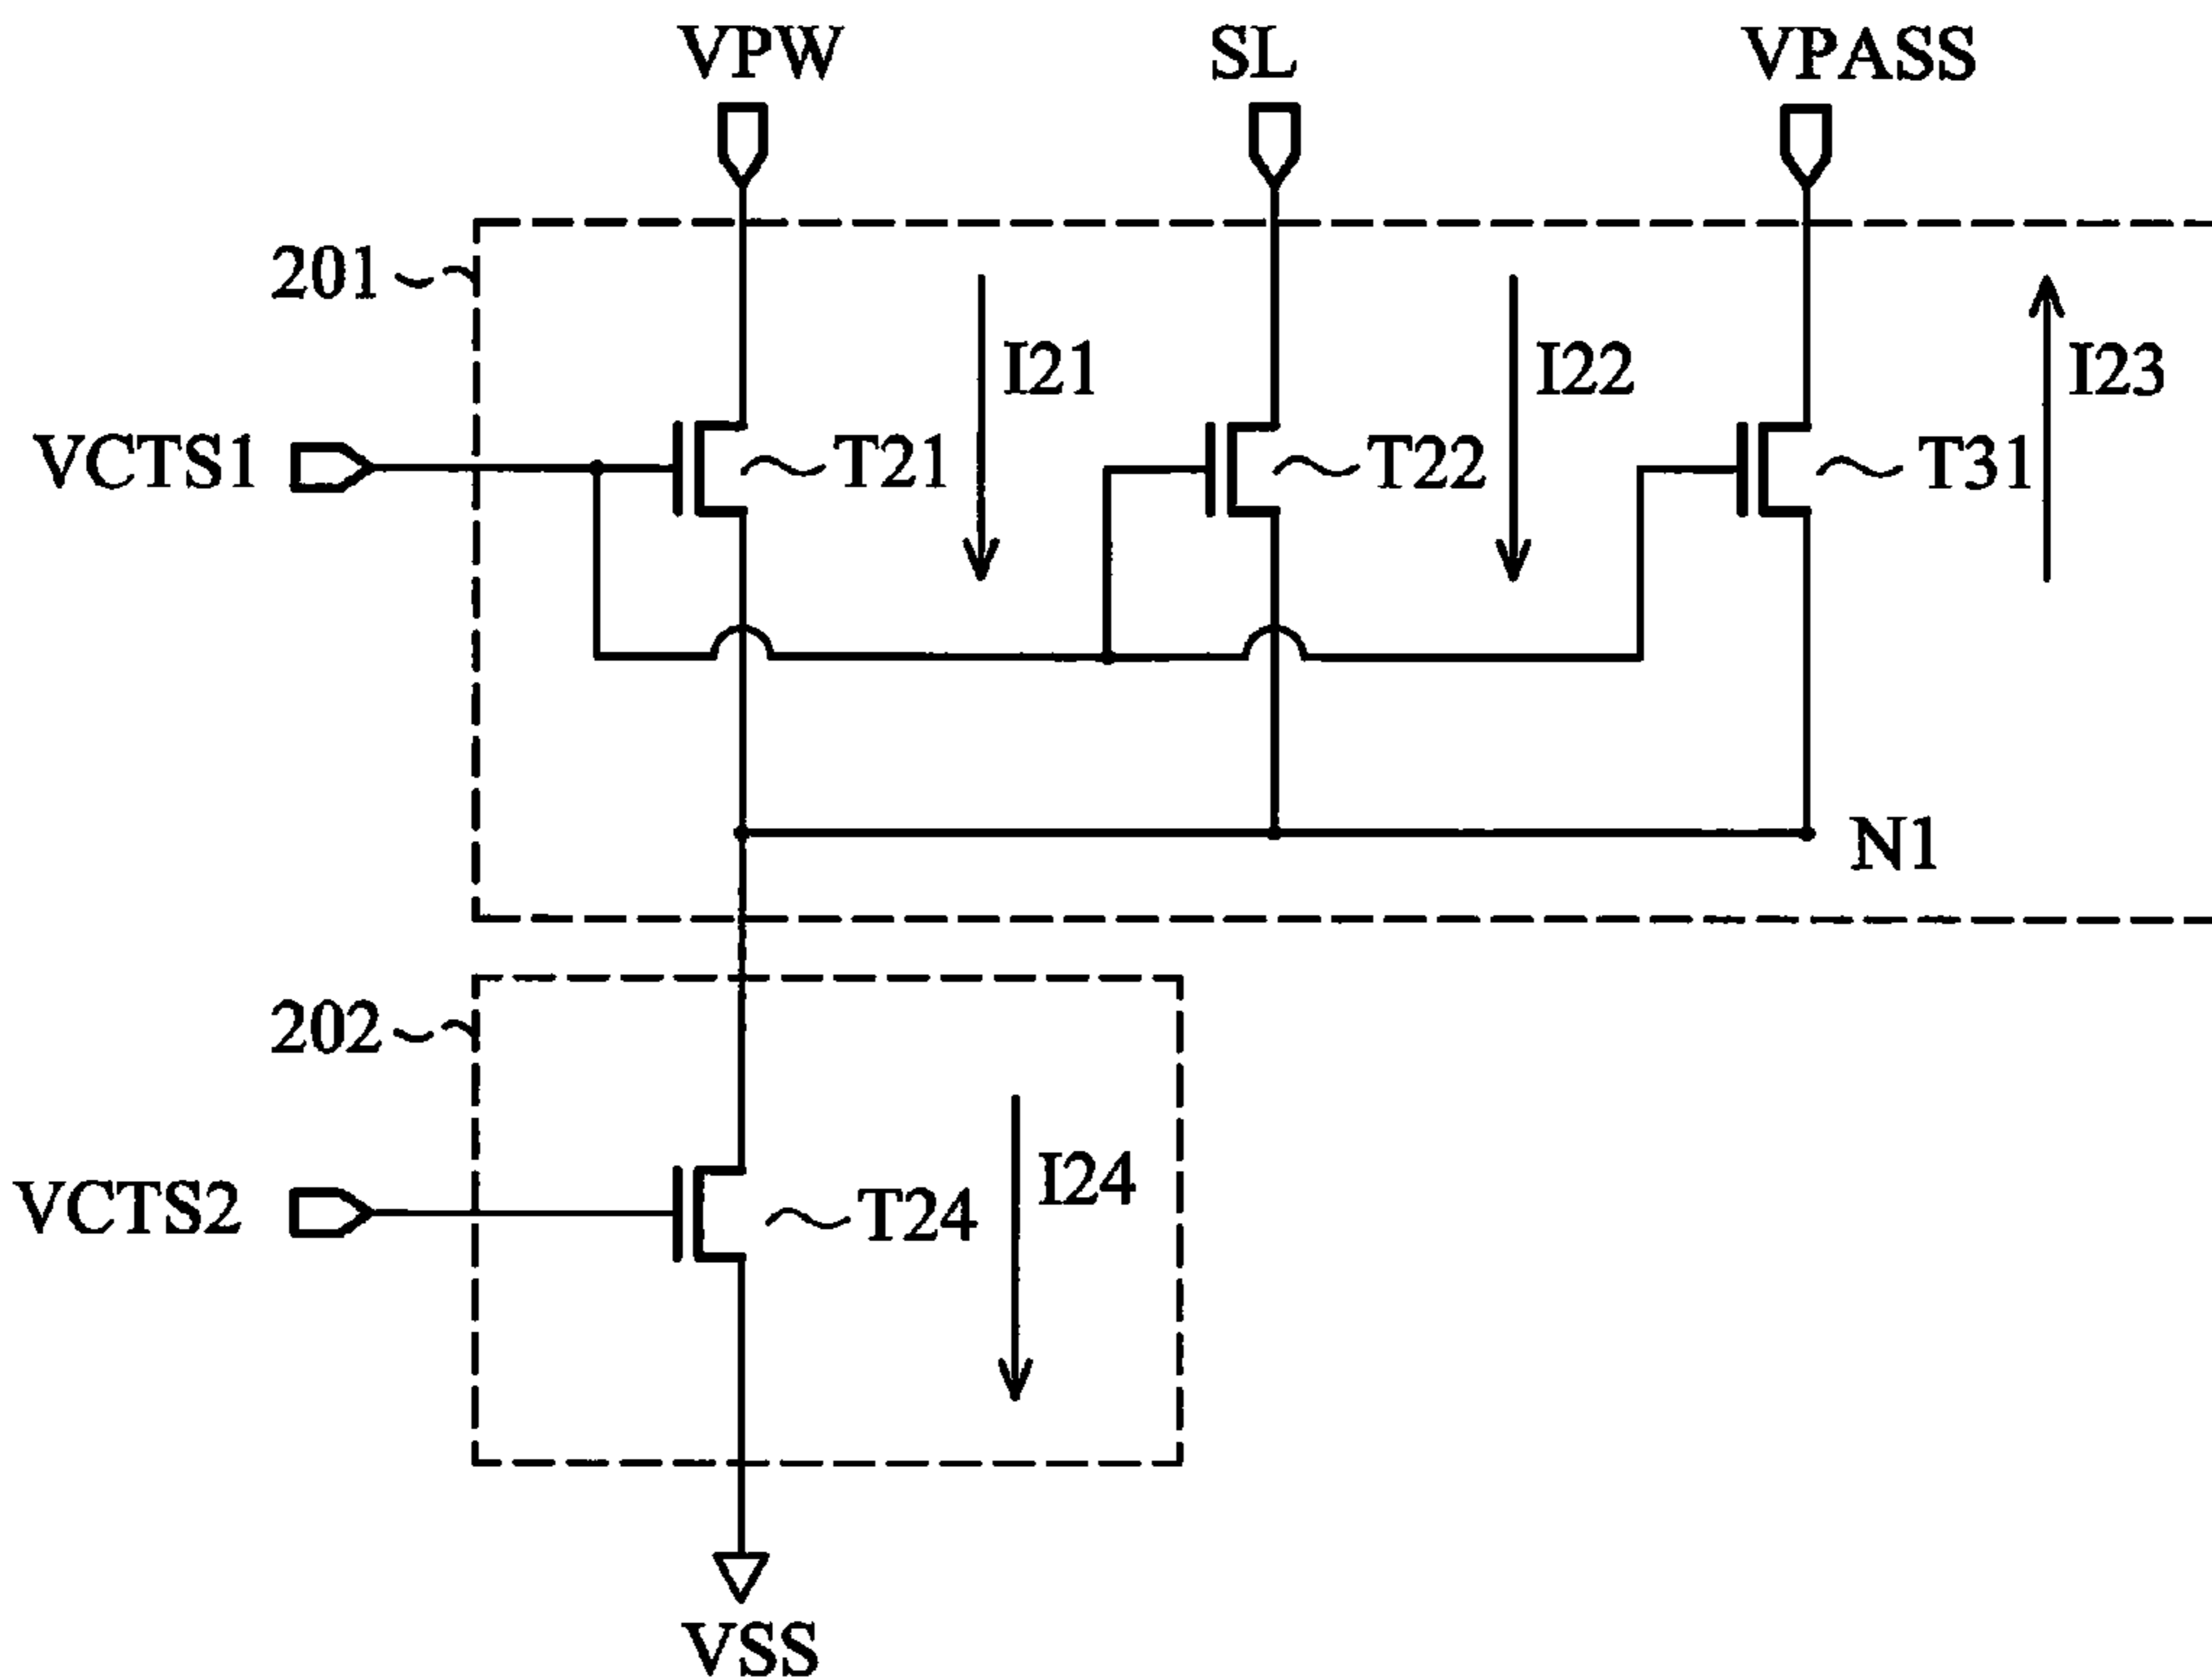 VPW SL VPASS
201
I21 I22 I23
VCTS1 T21 T22 T31
N1
202
I24
VCTS2 T24
VSS